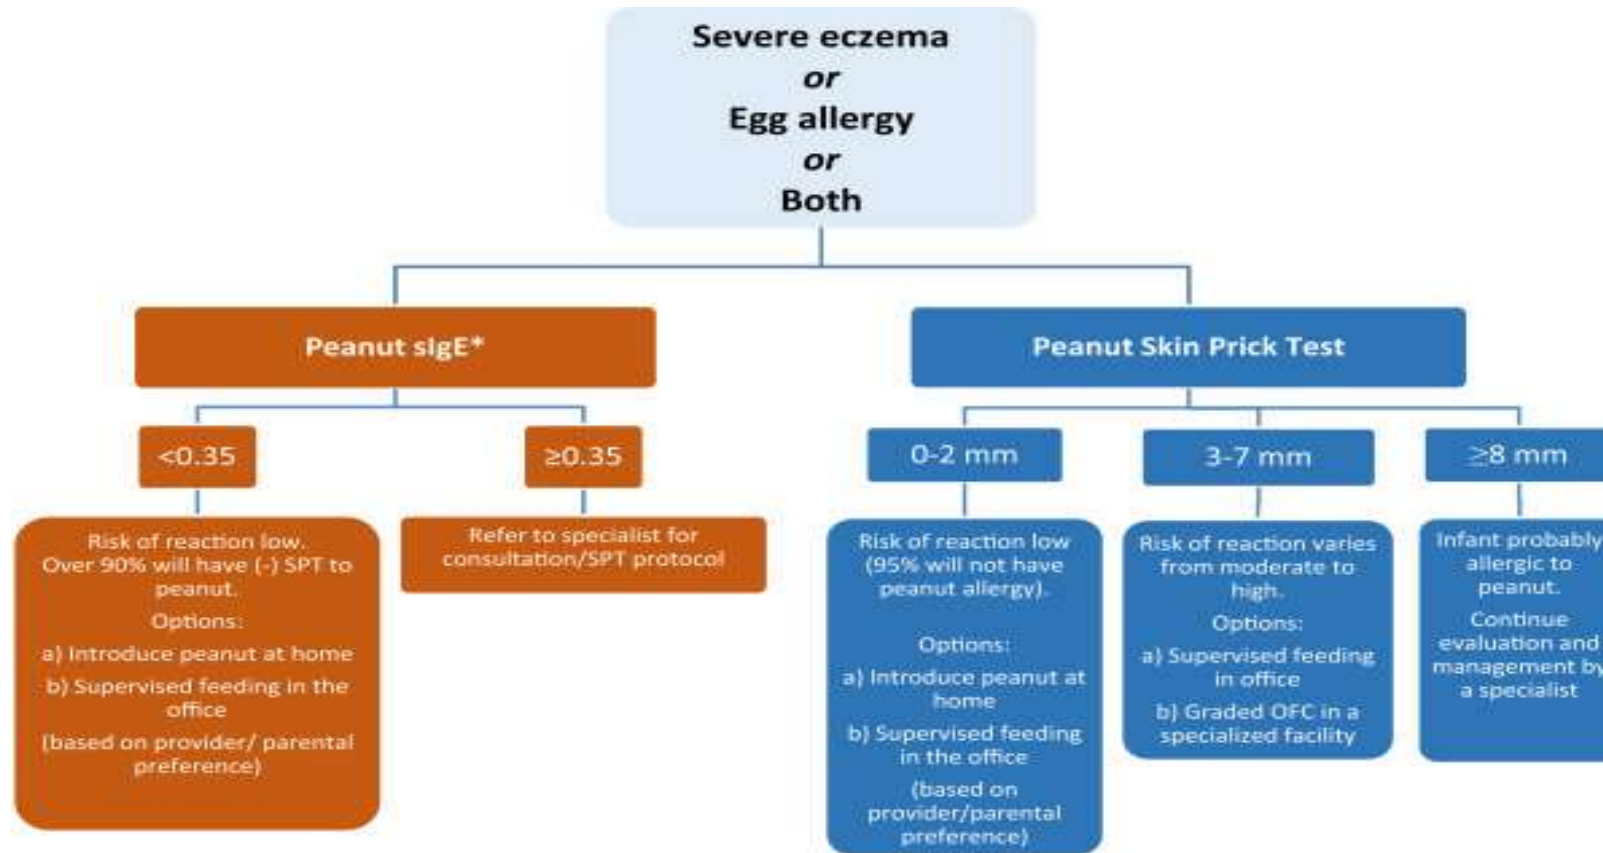 Severe eczema
or
Egg allergy
or
Both
Peanut sIgE*
<0.35
Risk of reaction low.
Over 90% will have (-) SPT to
peanut.
Options:
a) Introduce peanut at home
b) Supervised feeding in the
office
(based on provider/ parental
preference)
≥0.35
Refer to specialist for
consultation/SPT protocol
Peanut Skin Prick Test
0-2 mm
Risk of reaction low
(95% will not have
peanut allergy).
Options:
a) Introduce peanut at
home
b) Supervised feeding
in the office
(based on
provider/parental
preference)
3-7 mm
Risk of reaction varies
from moderate to
high.
Options:
a) Supervised feeding
in office
b) Graded OFC in a
specialized facility
≥8 mm
Infant probably
allergic to
peanut.
Continue
evaluation and
management by
a specialist